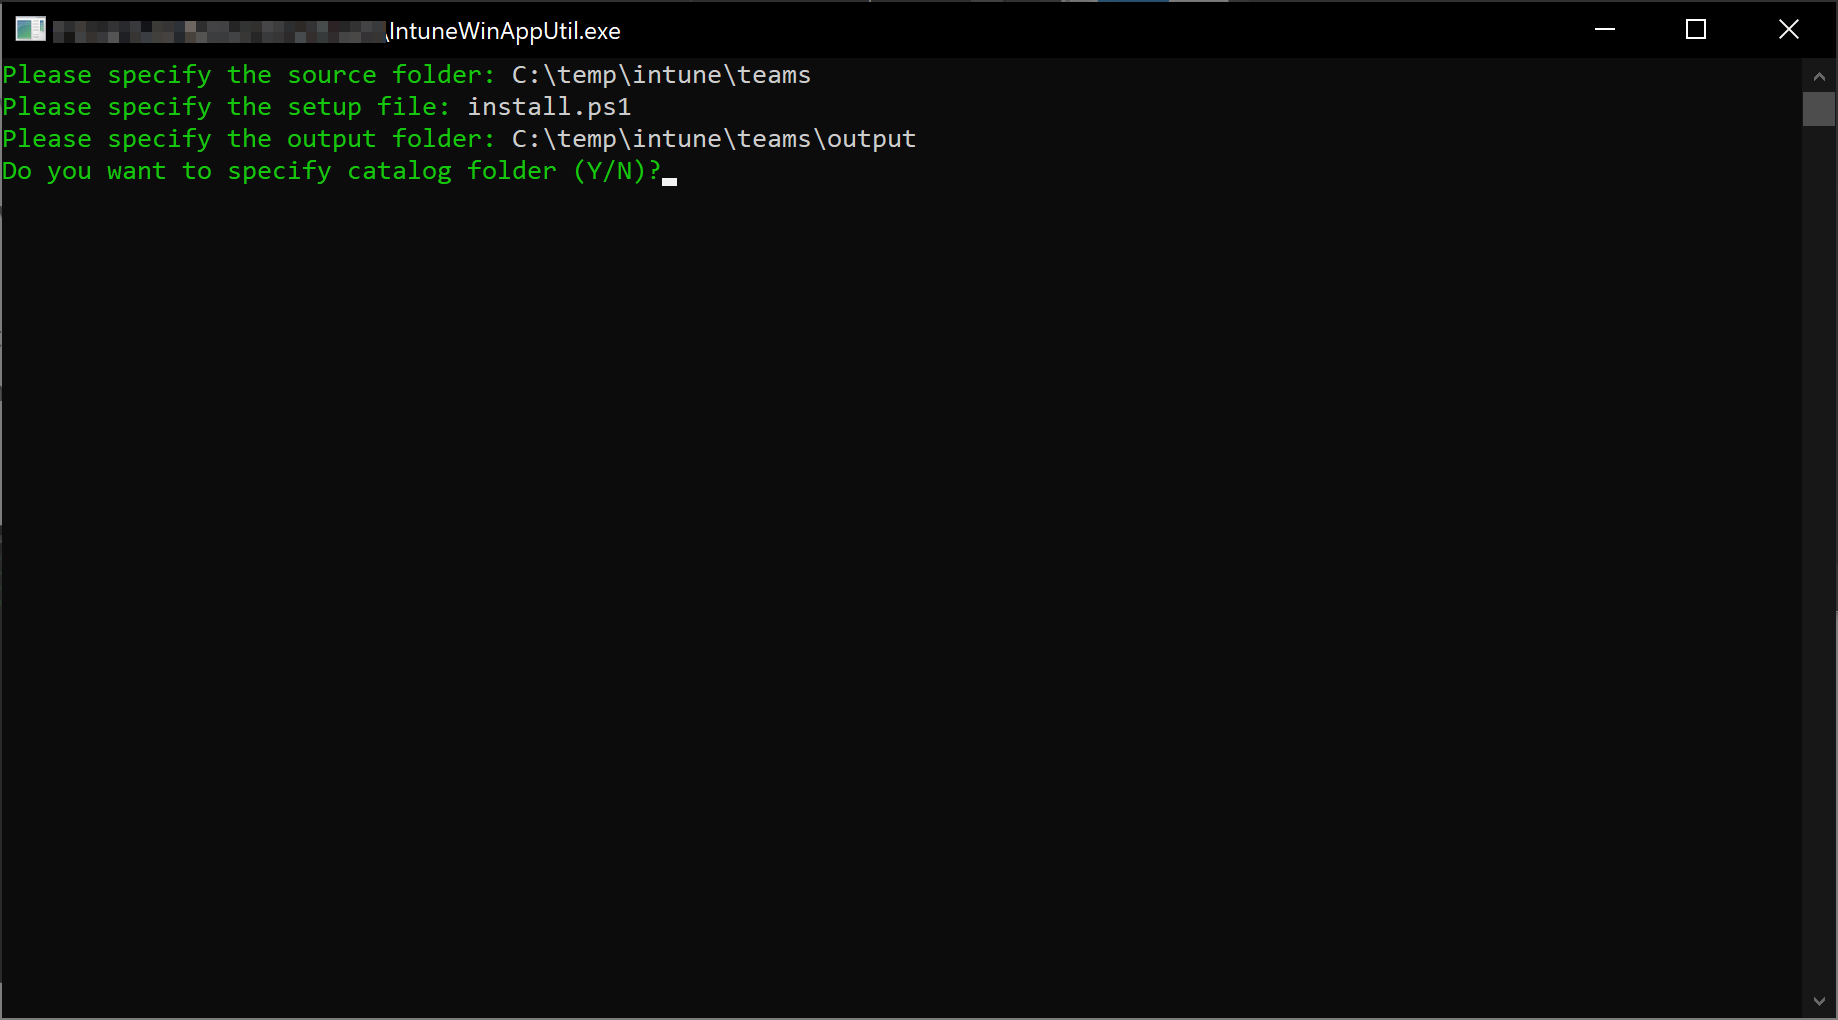 \IntuneWinAppUtil.exe
Please specify the source folder: C:\temp\intune\teams
Please specify the setup file: install.ps1
Please specify the output folder: C:\temp\intune\teams\output
Do you want to specify catalog folder (Y/N)?